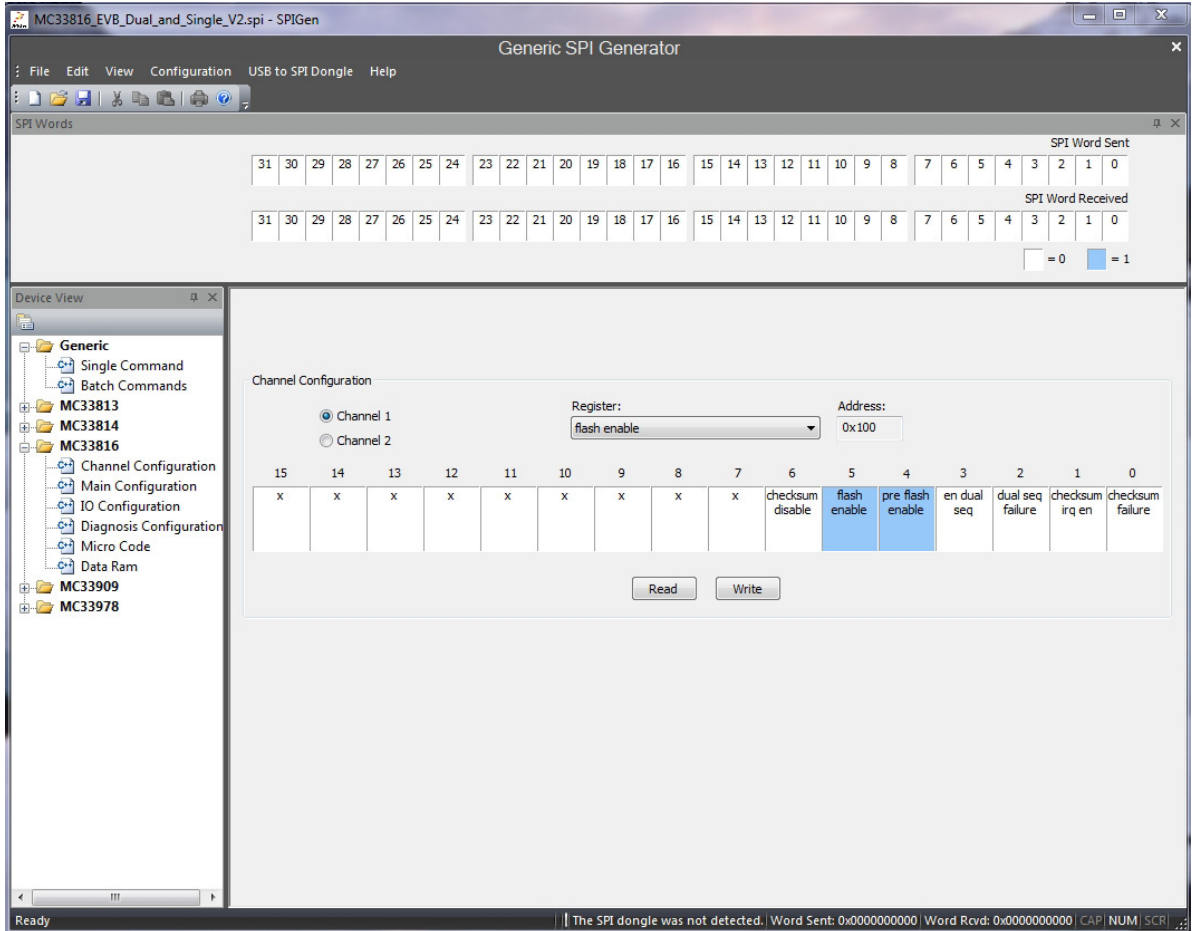 MC33816_EVB_Dual_and_Single_V2.spi - SPIGen
Generic SPI Generator
File Edit View Configuration USB to SPI Dongle Help
SPI Words
SPI Word Sent
31 30 29 28 27 26 25 24 23 22 21 20 19 18 17 16 15 14 13 12 11 10 9 8 7 6 5 4 3 2 1 0
SPI Word Received
31 30 29 28 27 26 25 24 23 22 21 20 19 18 17 16 15 14 13 12 11 10 9 8 7 6 5 4 3 2 1 0
= 0 = 1
Device View
Generic
Single Command
Batch Commands
MC33813
MC33814
MC33816
Channel Configuration
Main Configuration
IO Configuration
Diagnosis Configuration
Micro Code
Data Ram
MC33909
MC33978
Channel Configuration
Channel 1
Channel 2
Register:
flash enable
Address:
0x100
15 14 13 12 11 10 9 8 7 6 5 4 3 2 1 0
x x x x x x x x x checksum disable flash enable pre flash enable en dual seq dual seq failure checksum irq en checksum failure
Read Write
Ready
The SPI dongle was not detected. Word Sent: 0x0000000000 Word Rcvd: 0x0000000000 CAP NUM SCRL